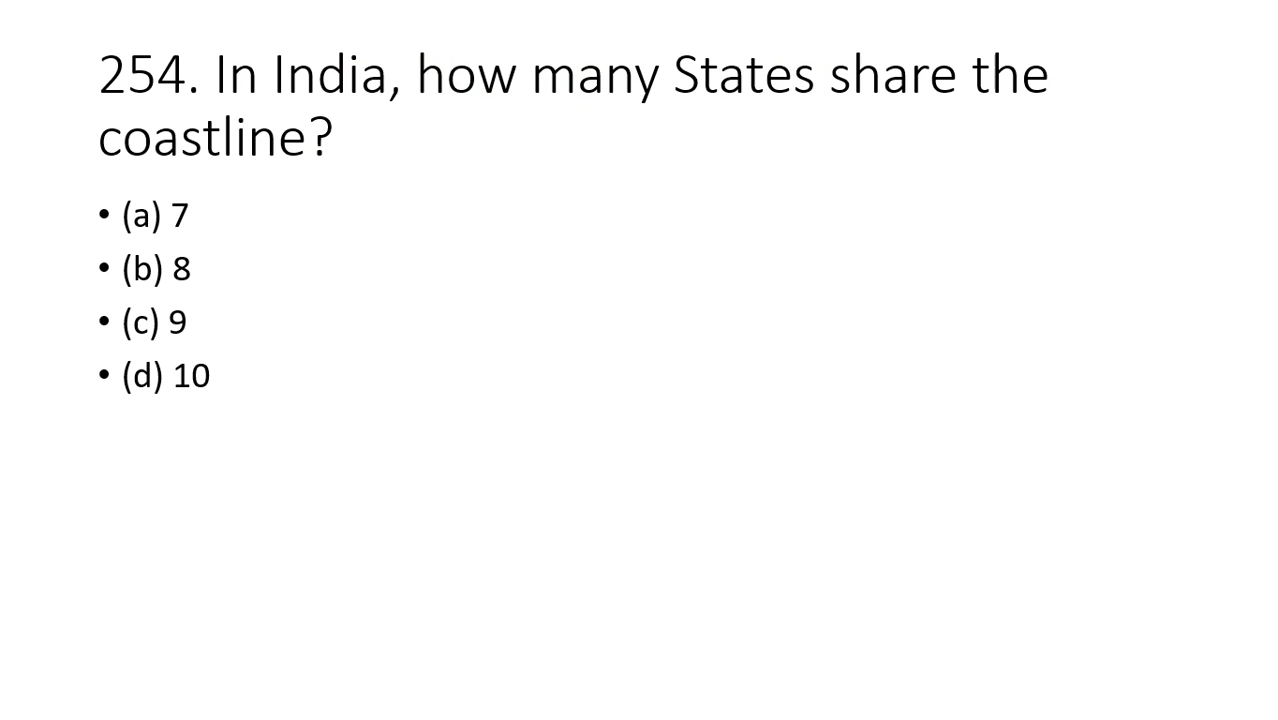 254. In India, how many States share the
coastline?
• (a) 7
• (b) 8
• (c) 9
• (d) 10